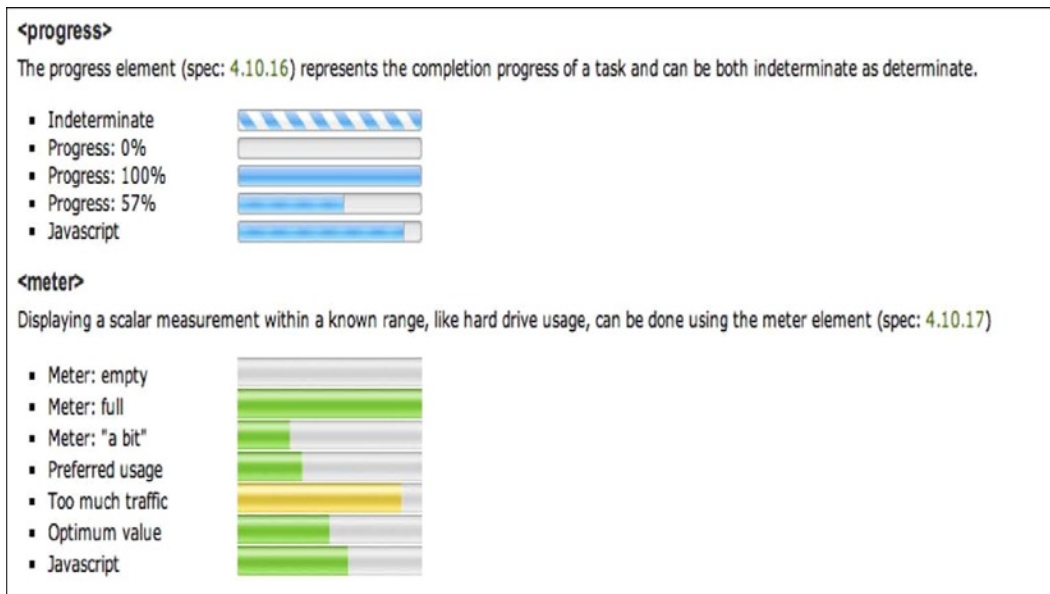 <progress>
The progress element (spec: 4.10.16) represents the completion progress of a task and can be both indeterminate as determinate.
▪ Indeterminate
▪ Progress: 0%
▪ Progress: 100%
▪ Progress: 57%
▪ Javascript
<meter>
Displaying a scalar measurement within a known range, like hard drive usage, can be done using the meter element (spec: 4.10.17)
▪ Meter: empty
▪ Meter: full
▪ Meter: "a bit"
▪ Preferred usage
▪ Too much traffic
▪ Optimum value
▪ Javascript